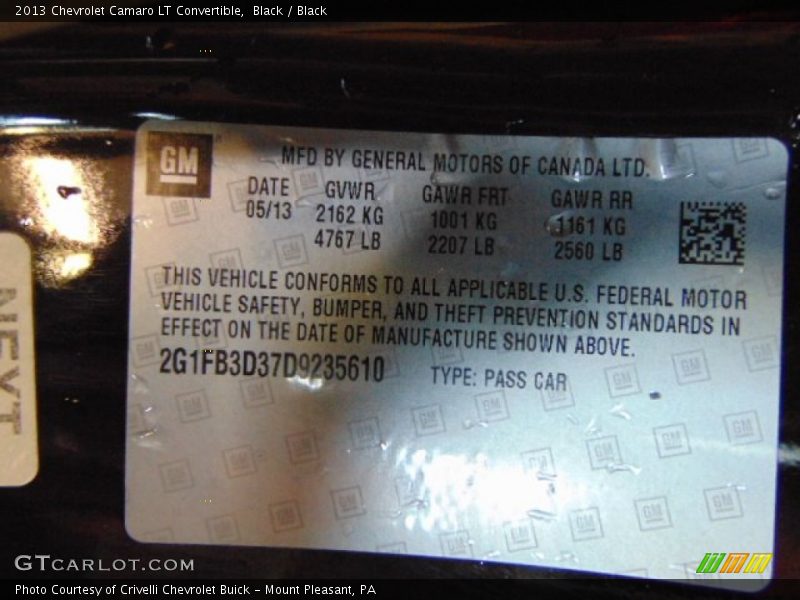 2013 Chevrolet Camaro LT Convertible, Black / Black
GM
MFD BY GENERAL MOTORS OF CANADA LTD.
DATE GVWR GAWR FRT GAWR RR
05/13 2162 KG 1001 KG 1161 KG
4767 LB 2207 LB 2560 LB
THIS VEHICLE CONFORMS TO ALL APPLICABLE U.S. FEDERAL MOTOR
VEHICLE SAFETY, BUMPER, AND THEFT PREVENTION STANDARDS IN
EFFECT ON THE DATE OF MANUFACTURE SHOWN ABOVE.
2G1FB3D37D9235610 TYPE: PASS CAR
NEXT
GTCARLOT.COM
Photo Courtesy of Crivelli Chevrolet Buick - Mount Pleasant, PA